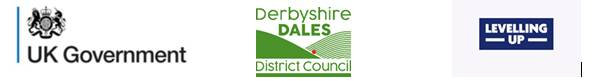 UK Government
Derbyshire
DALES
District Council
LEVELLING
UP